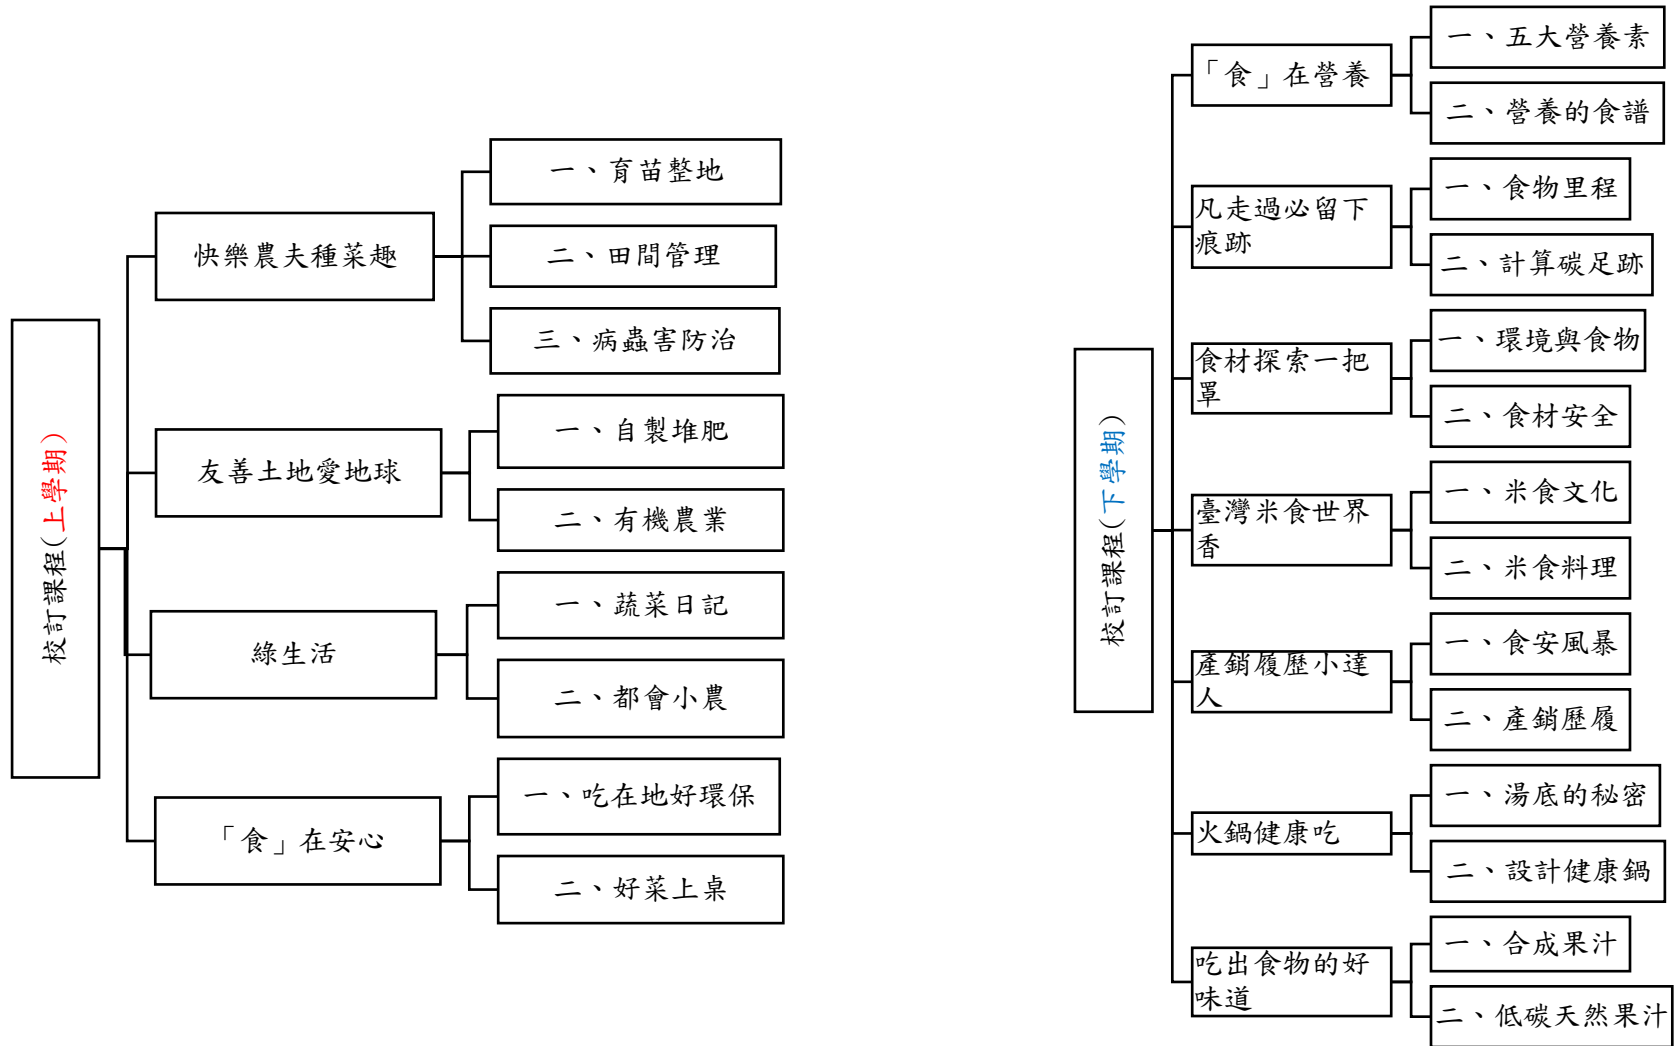 校訂課程(上學期)
快樂農夫種菜趣
一、育苗整地
二、田間管理
三、病蟲害防治
友善土地愛地球
一、自製堆肥
二、有機農業
綠生活
一、蔬菜日記
二、都會小農
「食」在安心
一、吃在地好環保
二、好菜上桌
校訂課程(下學期)
「食」在營養
一、五大營養素
二、營養的食譜
凡走過必留下
痕跡
一、食物里程
二、計算碳足跡
食材探索一把
罩
一、環境與食物
二、食材安全
臺灣米食世界
香
一、米食文化
二、米食料理
產銷履歷小達
人
一、食安風暴
二、產銷歷履
火鍋健康吃
一、湯底的秘密
二、設計健康鍋
吃出食物的好
味道
一、合成果汁
二、低碳天然果汁